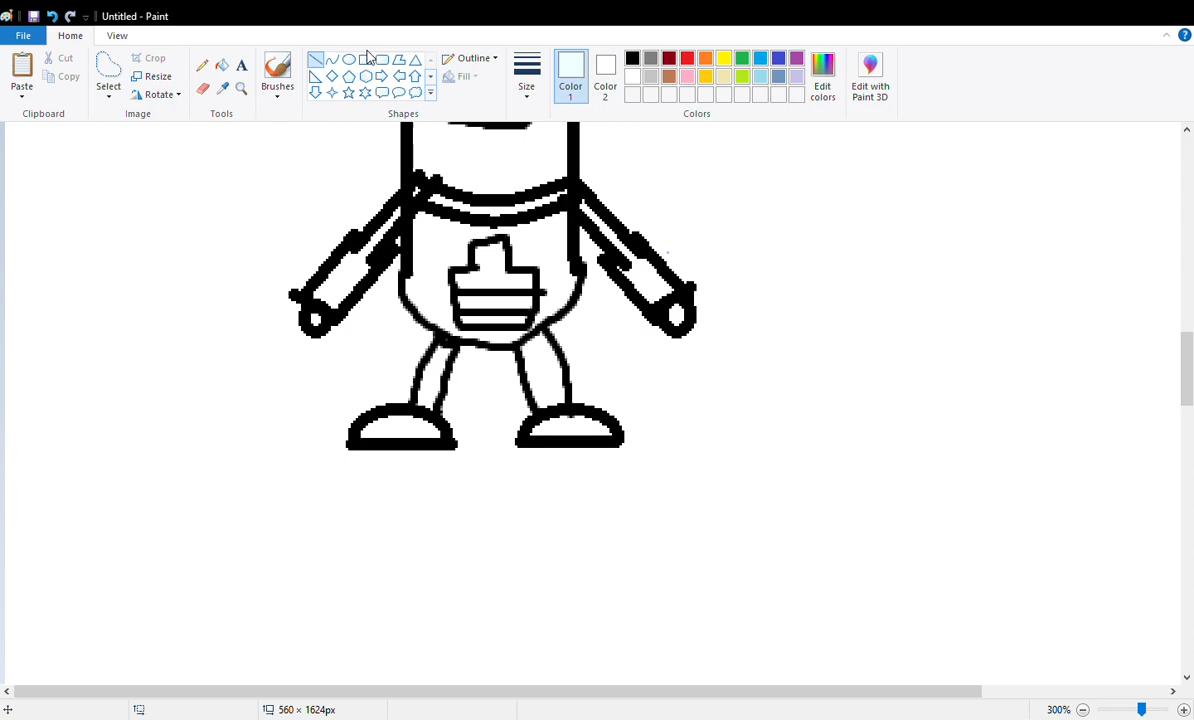 Untitled - Paint
File Home View
Paste
Cut
Copy
Clipboard
Select
Crop
Resize
Rotate
Image
A
Tools
Brushes
Outline
Fill
Shapes
Size
Color 1
Color 2
Edit colors
Colors
Edit with Paint 3D
560 × 1624px
300%